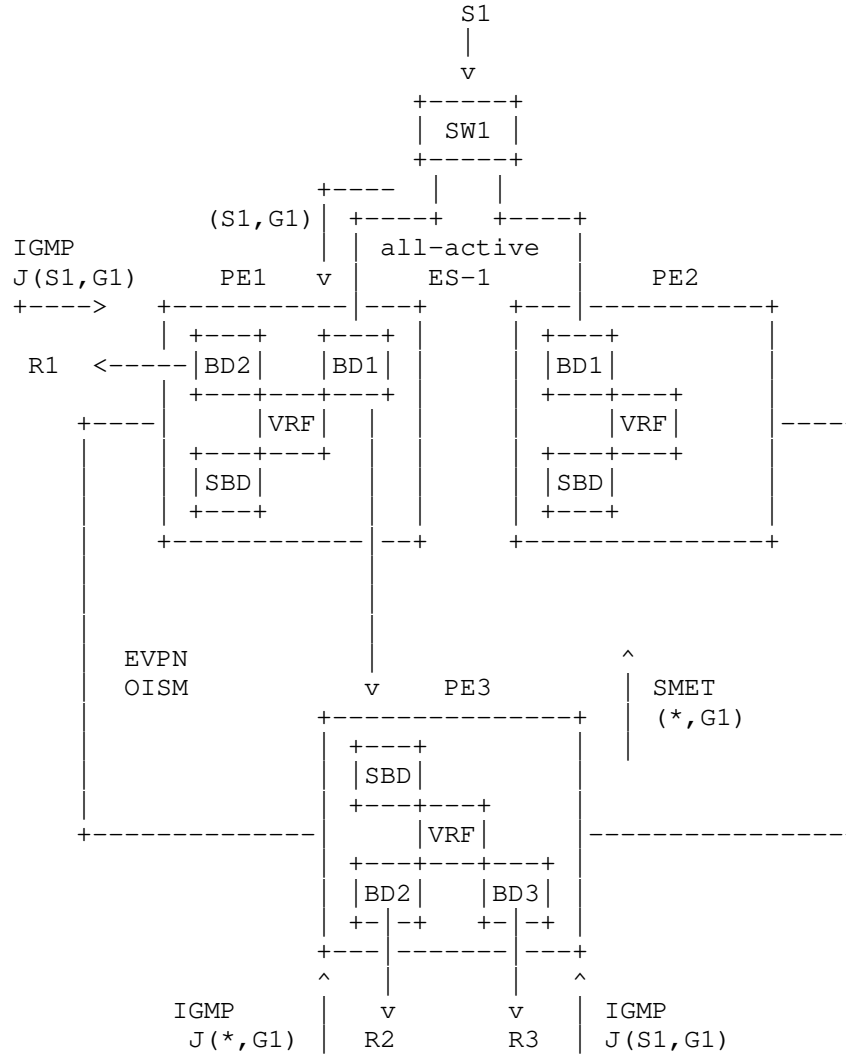 S1
v
SW1
(S1,G1)
IGMP all-active
J(S1,G1) PE1 v ES-1 PE2
BD2 BD1 BD1
R1
VRF VRF
SBD SBD
EVPN
OISM v PE3 SMET
(*,G1)
SBD
VRF
BD2 BD3
IGMP v v IGMP
J(*,G1) R2 R3 J(S1,G1)